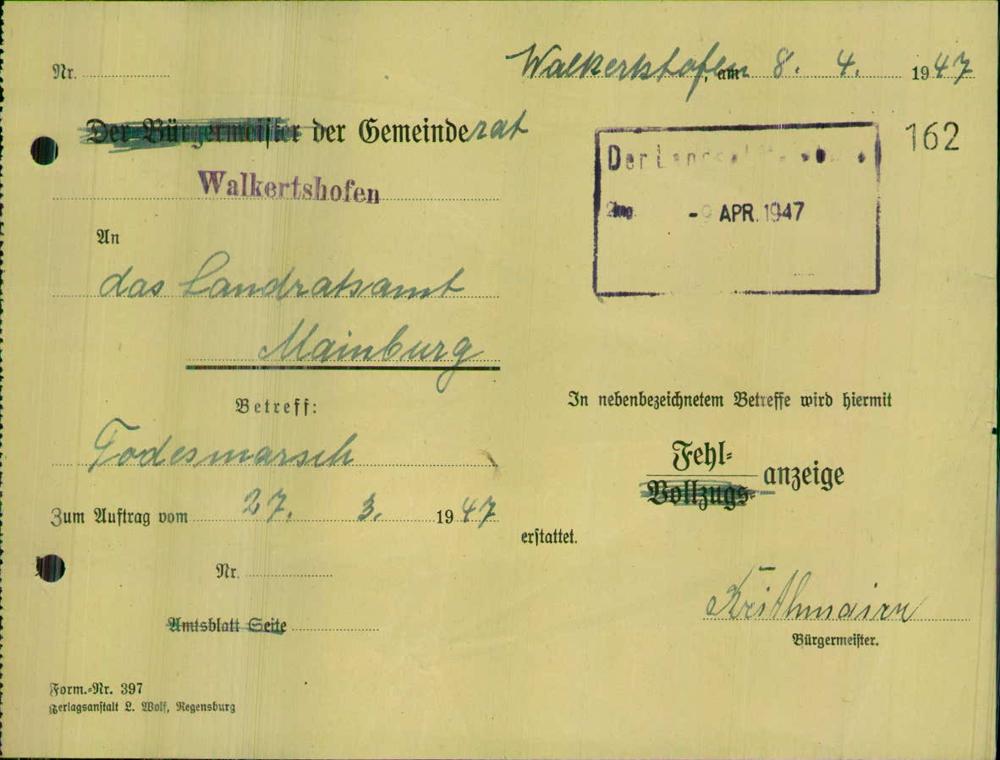 Nr.
Walkertshofen, am 8. 4. 1947
Der Bürgermeister der Gemeinderat
162
Walkertshofen
Der
-9 APR. 1947
An
das Landratsamt
Mainburg
Betreff:
Todesmarsch
Zum Auftrag vom 27. 3. 1947
Nr.
Amtsblatt Seite
In nebenbezeichnetem Betreffe wird hiermit
Fehl-
Vollzugs- anzeige
erstattet.
Bürgermeister.
Form.-Nr. 397
Verlagsanstalt L. Wolf, Regensburg